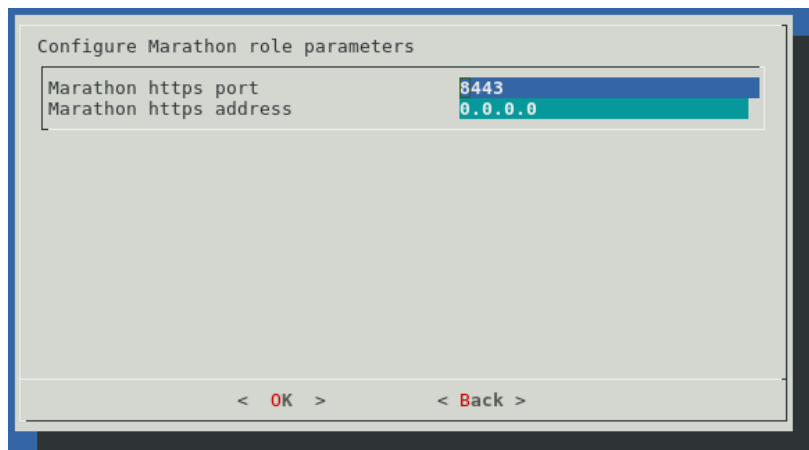 Configure Marathon role parameters
Marathon https port 8443
Marathon https address 0.0.0.0
< OK > < Back >